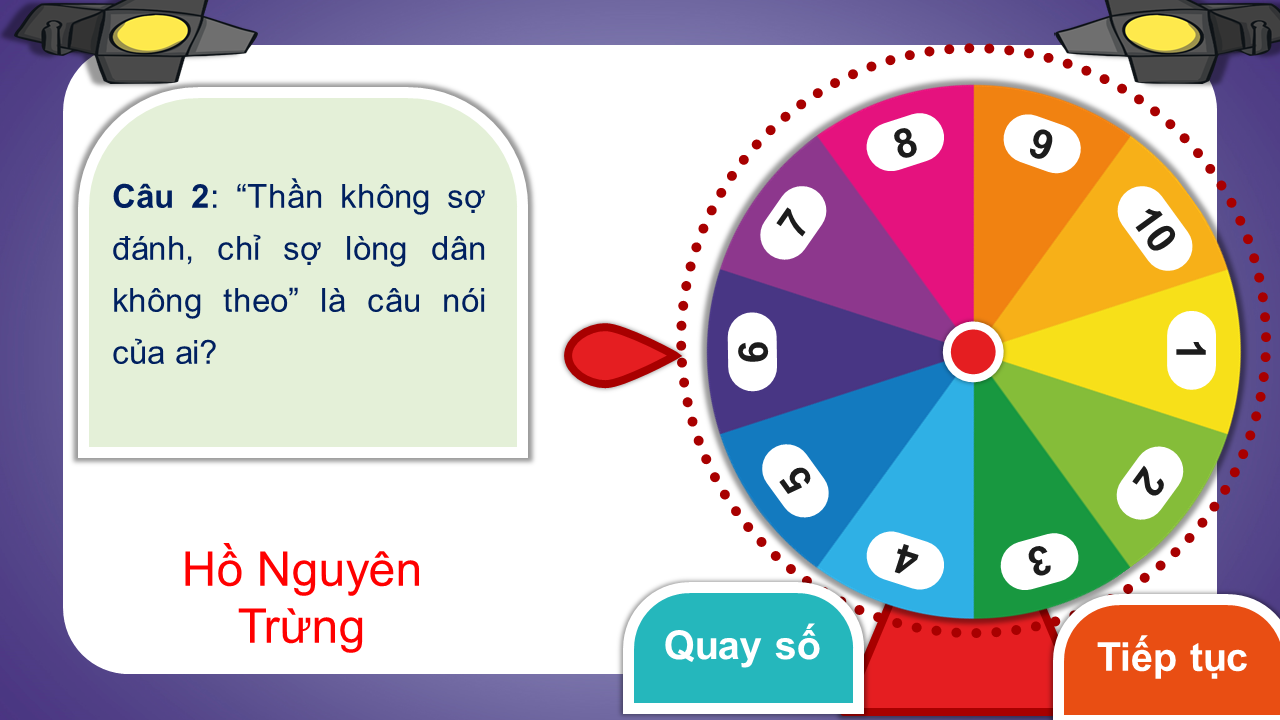 Câu 2: “Thần không sợ
đánh, chỉ sợ lòng dân
không theo” là câu nói
của ai?
Hồ Nguyên
Trừng
8
9
10
1
2
3
4
5
6
7
Quay số
Tiếp tục